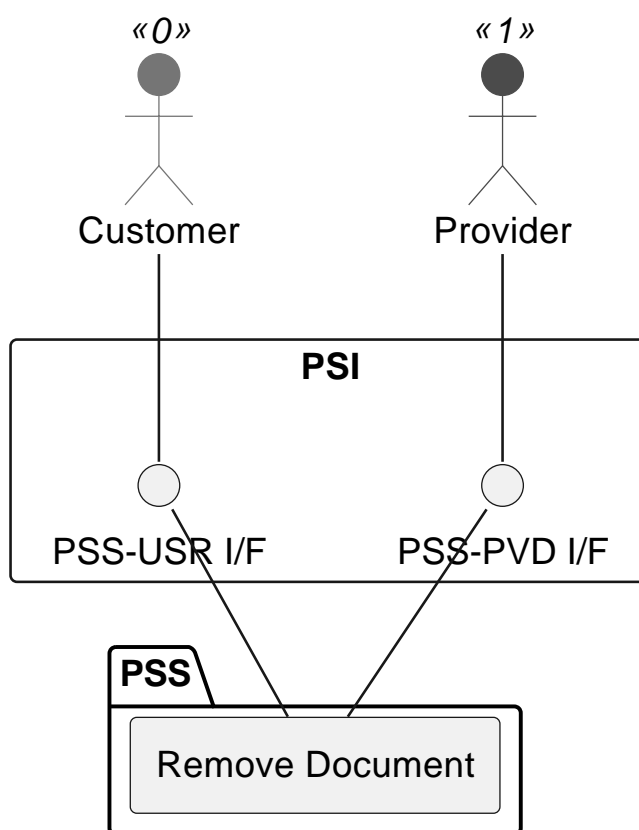 «0» «1»
Customer Provider
PSI
PSS-USR I/F PSS-PVD I/F
PSS
Remove Document